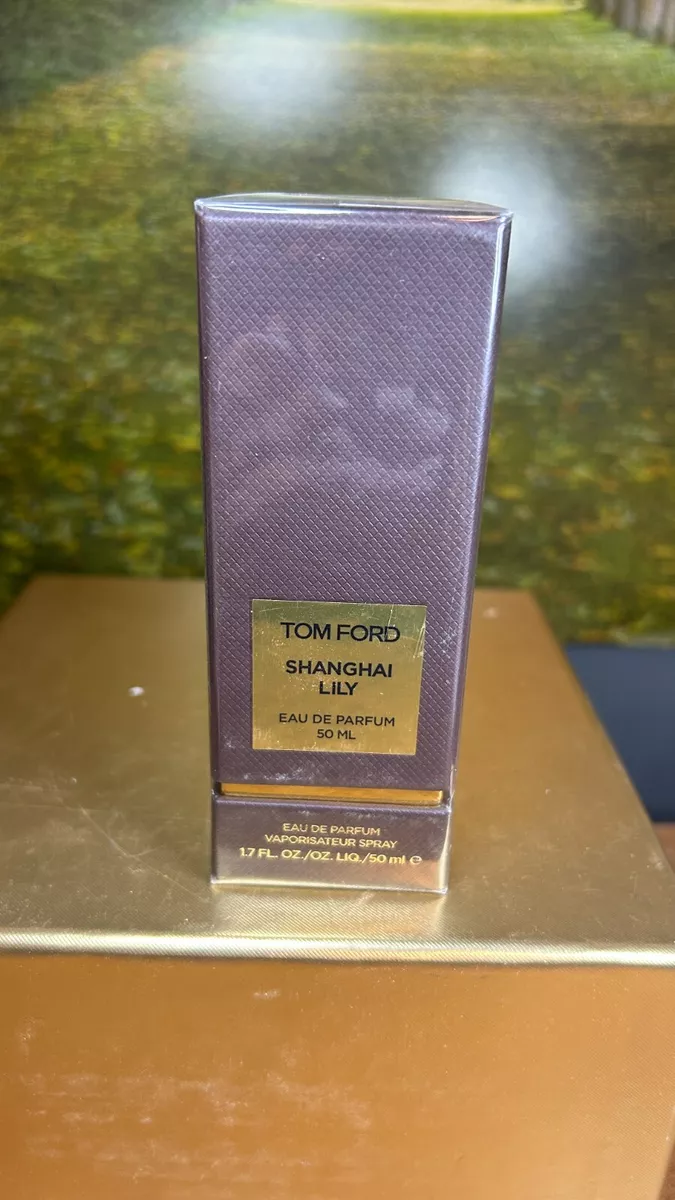 TOM FORD
SHANGHAI
LILY
EAU DE PARFUM
50 ML
EAU DE PARFUM
VAPORISATEUR SPRAY
1.7 FL. OZ./OZ. LIQ./50 ml ℮